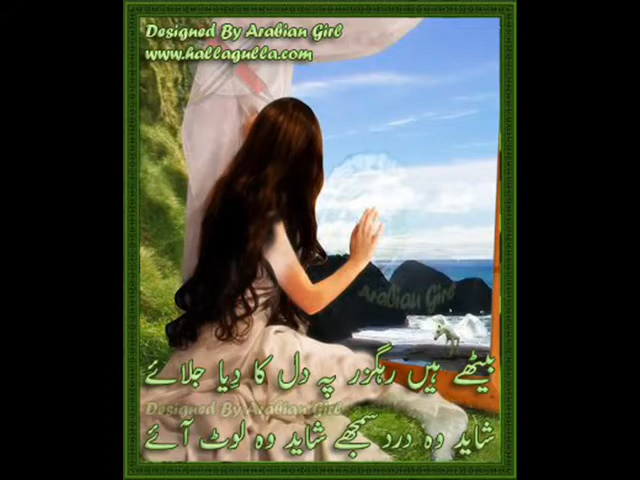 Designed By Arabian Girl
www.hallagulla.com
Arabian Girl
بیٹھے ہیں رہگزر پہ دل کا دِیا جلائے
Designed By Arabian Girl
شاید وہ درد سمجھے شاید وہ لوٹ آئے